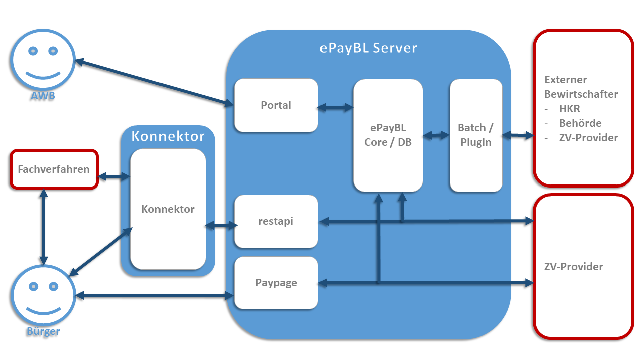 ePayBL Server
AWB
Portal
ePayBL
Core / DB
Batch /
PlugIn
Externer
Bewirtschafter
- HKR
- Behörde
- ZV-Provider
Konnektor
Fachverfahren
Konnektor
restapi
Paypage
ZV-Provider
Bürger